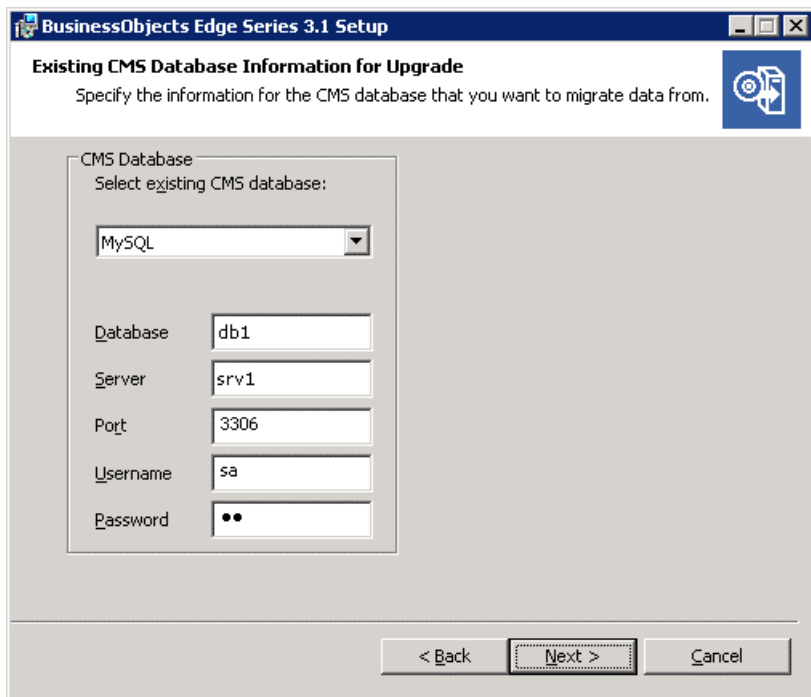 BusinessObjects Edge Series 3.1 Setup
Existing CMS Database Information for Upgrade
Specify the information for the CMS database that you want to migrate data from.
CMS Database
Select existing CMS database:
MySQL
Database db1
Server srv1
Port 3306
Username sa
Password ••
< Back Next > Cancel